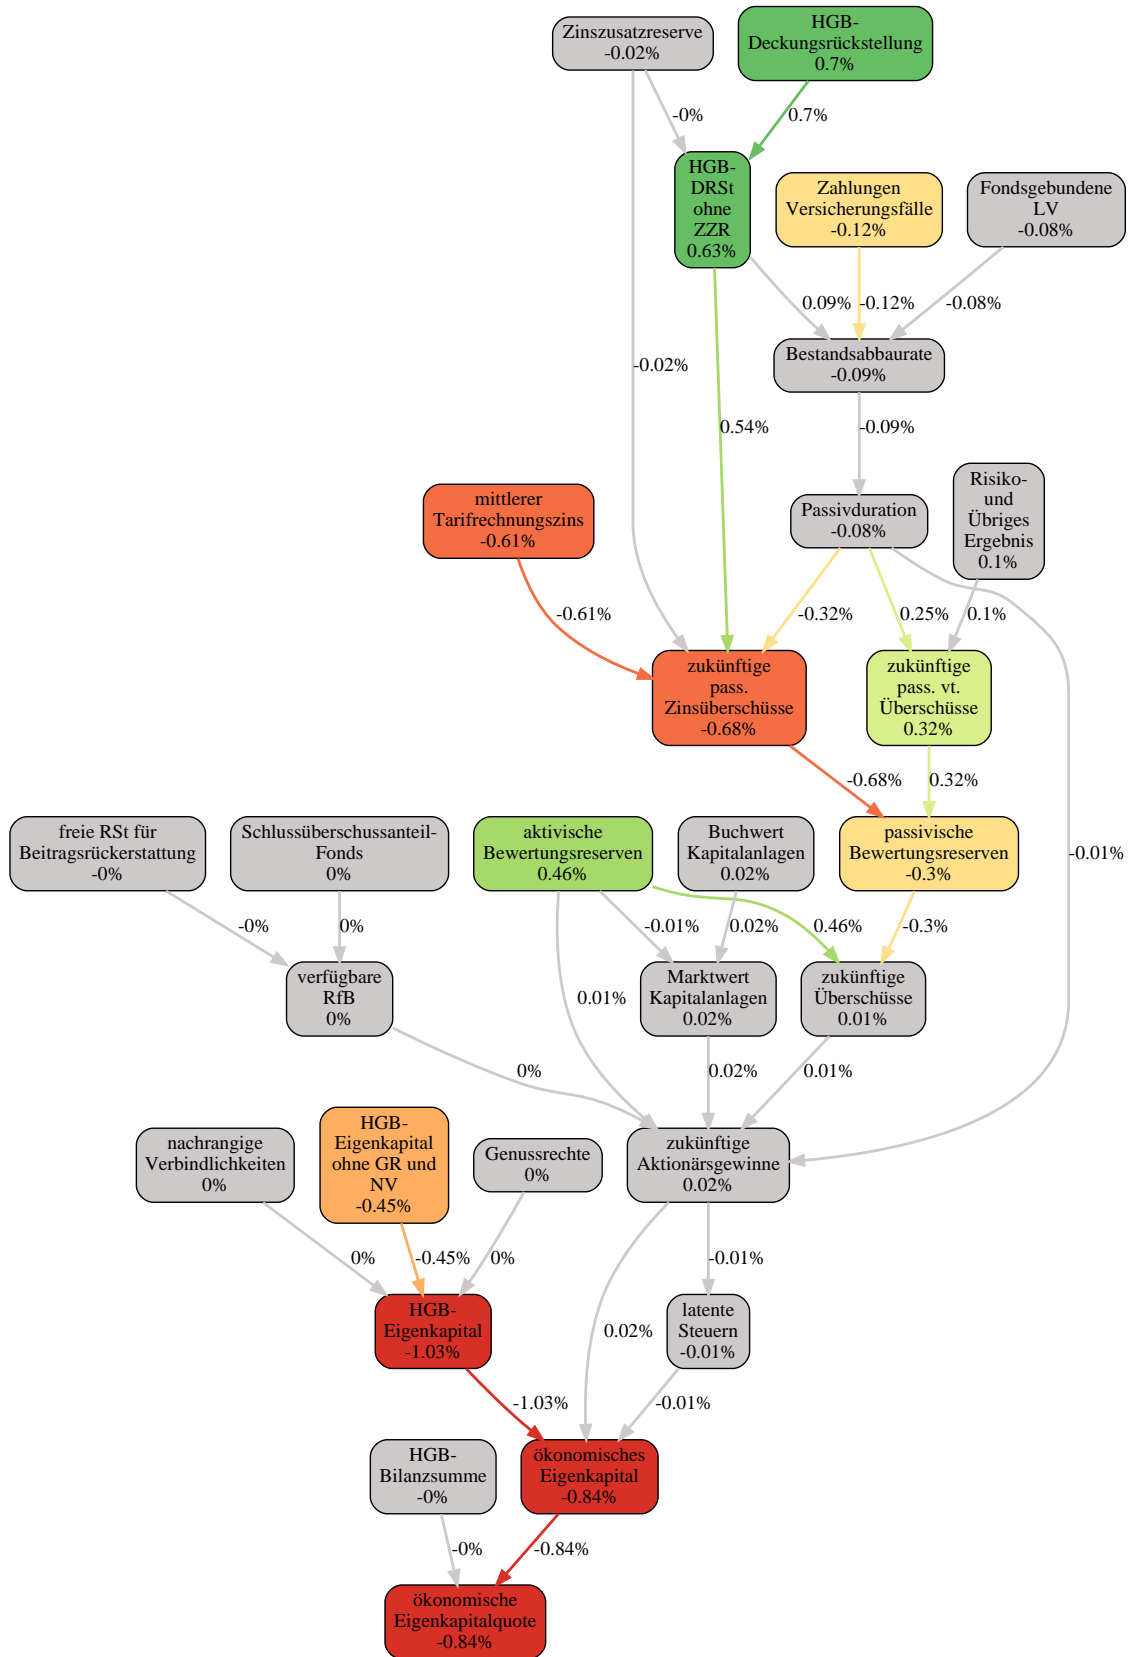 Zinszusatzreserve
-0.02%
HGB-
Deckungsrückstellung
0.7%
-0%
0.7%
HGB-
DRSt
ohne
ZZR
0.63%
Zahlungen
Versicherungsfälle
-0.12%
Fondsgebundene
LV
-0.08%
0.09%
-0.12%
-0.08%
Bestandsabbaurate
-0.09%
-0.02%
0.54%
-0.09%
mittlerer
Tarifrechnungszins
-0.61%
Passivduration
-0.08%
Risiko-
und
Übriges
Ergebnis
0.1%
-0.61%
-0.32%
0.25%
0.1%
zukünftige
pass.
Zinsüberschüsse
-0.68%
zukünftige
pass. vt.
Überschüsse
0.32%
-0.68%
0.32%
freie RSt für
Beitragsrückerstattung
-0%
Schlussüberschussanteil-
Fonds
0%
aktivische
Bewertungsreserven
0.46%
Buchwert
Kapitalanlagen
0.02%
passivische
Bewertungsreserven
-0.3%
-0.01%
-0%
0%
-0.01%
0.02%
0.46%
-0.3%
verfügbare
RfB
0%
0.01%
Marktwert
Kapitalanlagen
0.02%
zukünftige
Überschüsse
0.01%
0%
0.02%
0.01%
nachrangige
Verbindlichkeiten
0%
HGB-
Eigenkapital
ohne GR und
NV
-0.45%
Genussrechte
0%
zukünftige
Aktionärsgewinne
0.02%
0%
-0.45%
0%
-0.01%
HGB-
Eigenkapital
-1.03%
0.02%
latente
Steuern
-0.01%
-1.03%
-0.01%
HGB-
Bilanzsumme
-0%
ökonomisches
Eigenkapital
-0.84%
-0%
-0.84%
ökonomische
Eigenkapitalquote
-0.84%